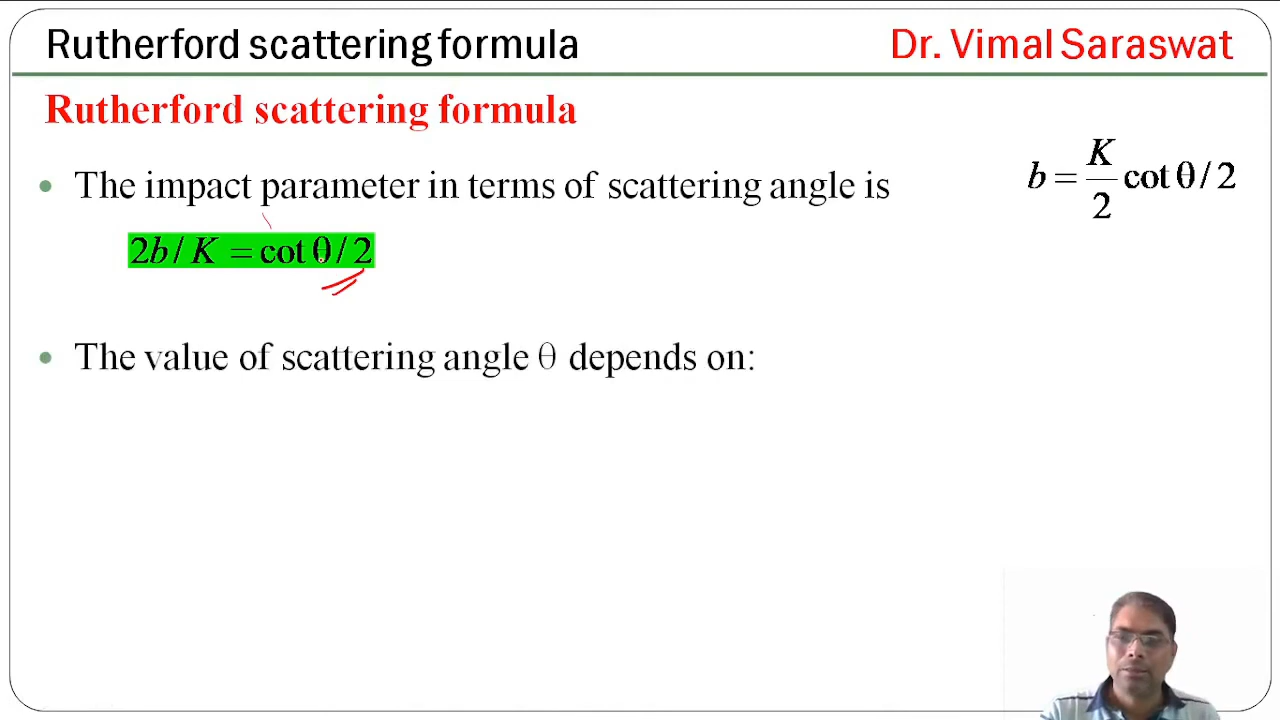 Rutherford scattering formula Dr. Vimal Saraswat
Rutherford scattering formula
• The impact parameter in terms of scattering angle is
b = K/2 cot θ / 2
2b / K = cot θ / 2
• The value of scattering angle θ depends on: